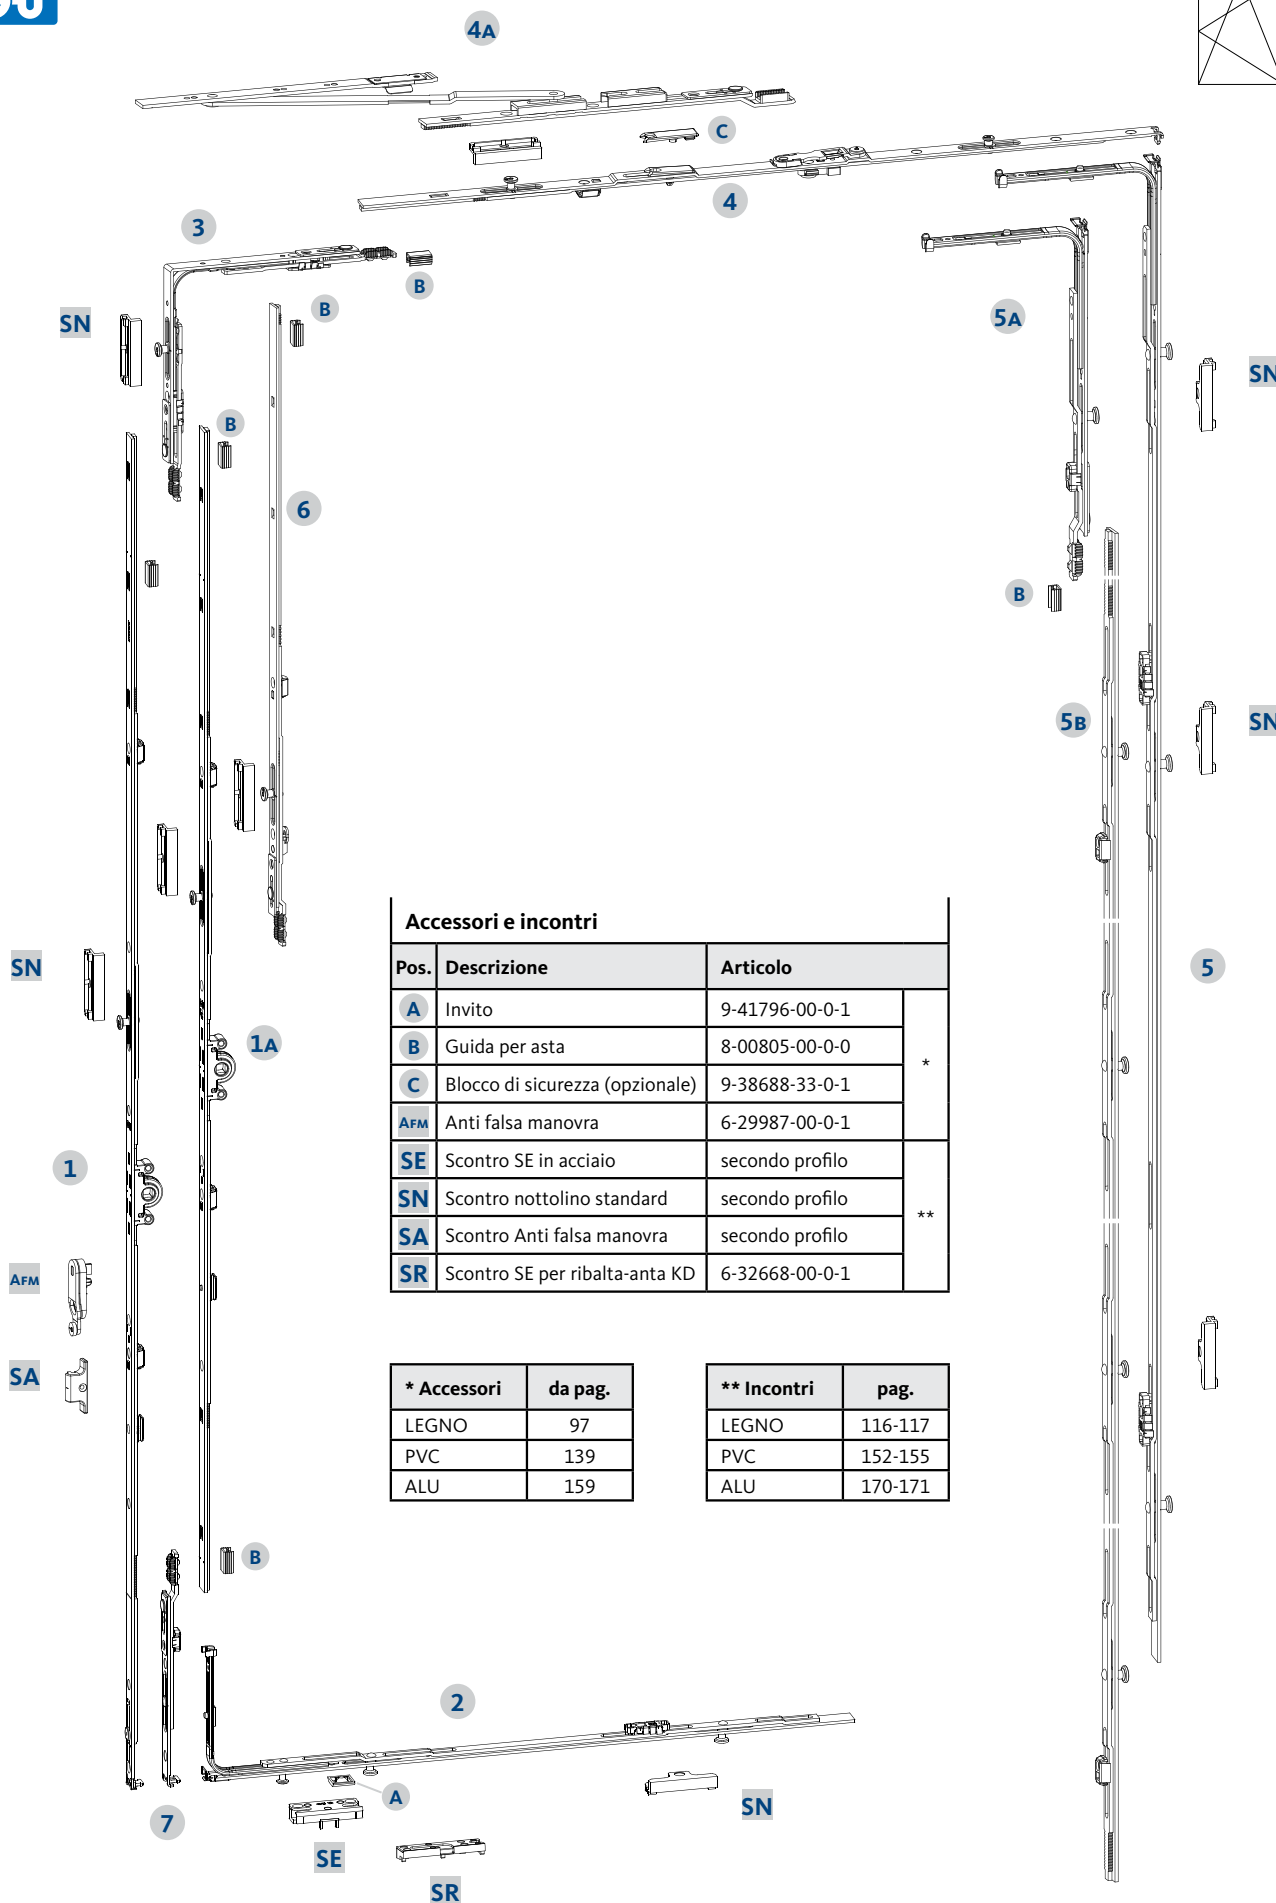 4A
C
4
3
B
B
SN
5A
SN
B
6
B
5B
SN
Accessori e incontri
Pos. Descrizione Articolo
A Invito 9-41796-00-0-1
B Guida per asta 8-00805-00-0-0
C Blocco di sicurezza (opzionale) 9-38688-33-0-1
*
AFM Anti falsa manovra 6-29987-00-0-1
SE Scontro SE in acciaio secondo profilo
SN Scontro nottolino standard secondo profilo
**
SA Scontro Anti falsa manovra secondo profilo
SR Scontro SE per ribalta-anta KD 6-32668-00-0-1
SN
5
1A
1
AFM
SA
* Accessori da pag.
LEGNO 97
PVC 139
ALU 159
** Incontri pag.
LEGNO 116-117
PVC 152-155
ALU 170-171
B
2
A
SN
7
SE
SR